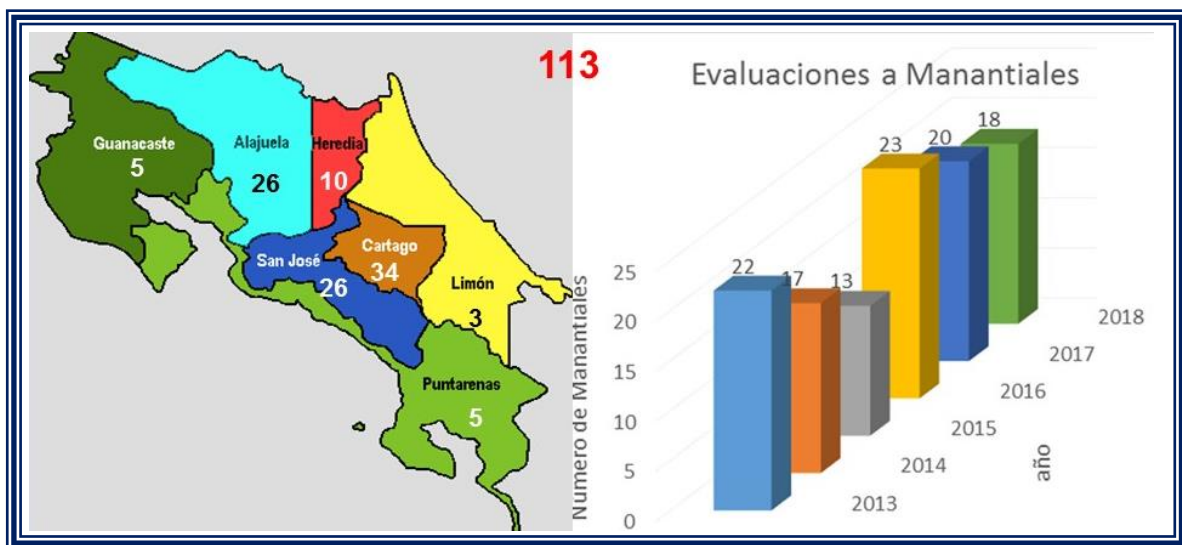 113
Guanacaste
5
Alajuela
26
Heredia
10
San José
26
Cartago
34
Limón
3
Puntarenas
5
Evaluaciones a Manantiales
Numero de Manantiales
25
20
15
10
5
0
22
17
13
23
20
18
2013
2014
2015
2016
2017
2018
año